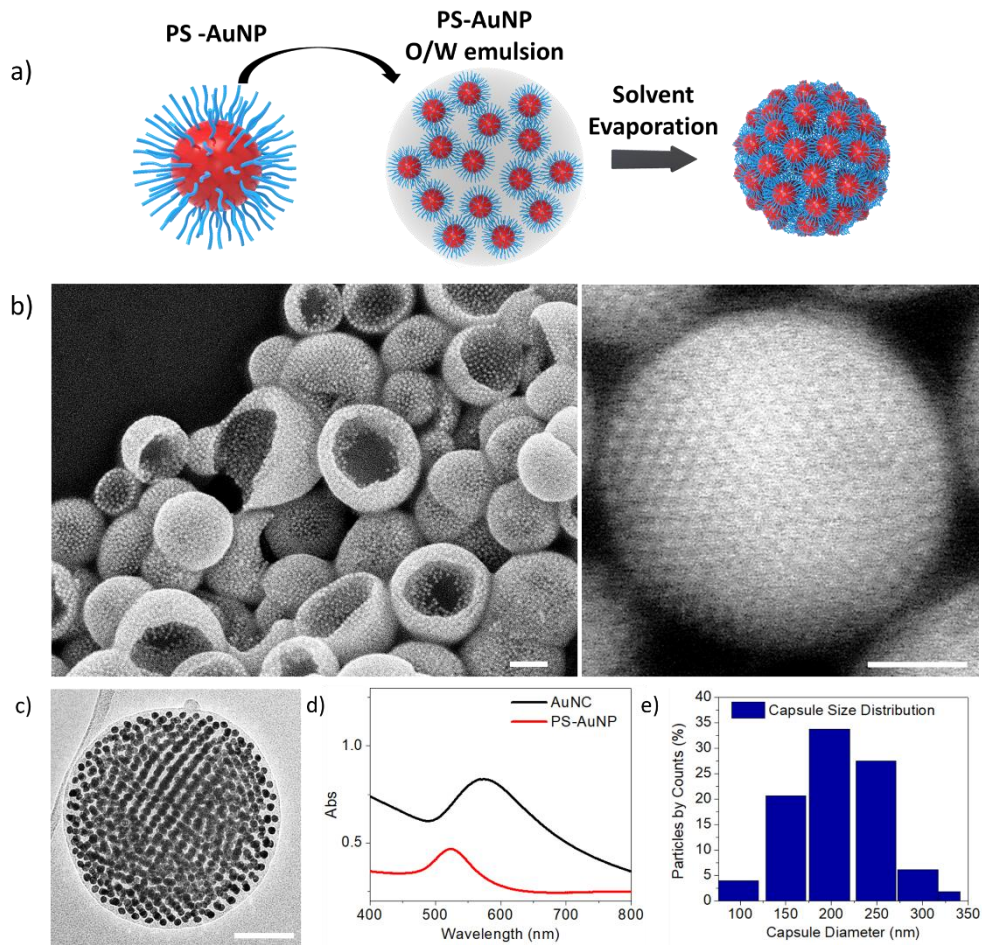 PS -AuNP
PS-AuNP
O/W emulsion
a)
Solvent
Evaporation
b)
c)
d)
AuNC
PS-AuNP
1.0
0.5
Abs
400
500
600
700
800
Wavelength (nm)
e)
Capsule Size Distribution
40
35
30
25
20
15
10
5
0
Particles by Counts (%)
100
150
200
250
300
350
Capsule Diameter (nm)